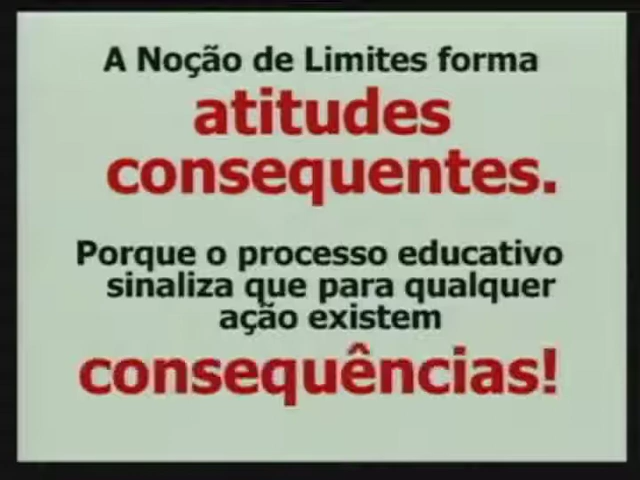 A Noção de Limites forma
atitudes
consequentes.
Porque o processo educativo
sinaliza que para qualquer
ação existem
consequências!